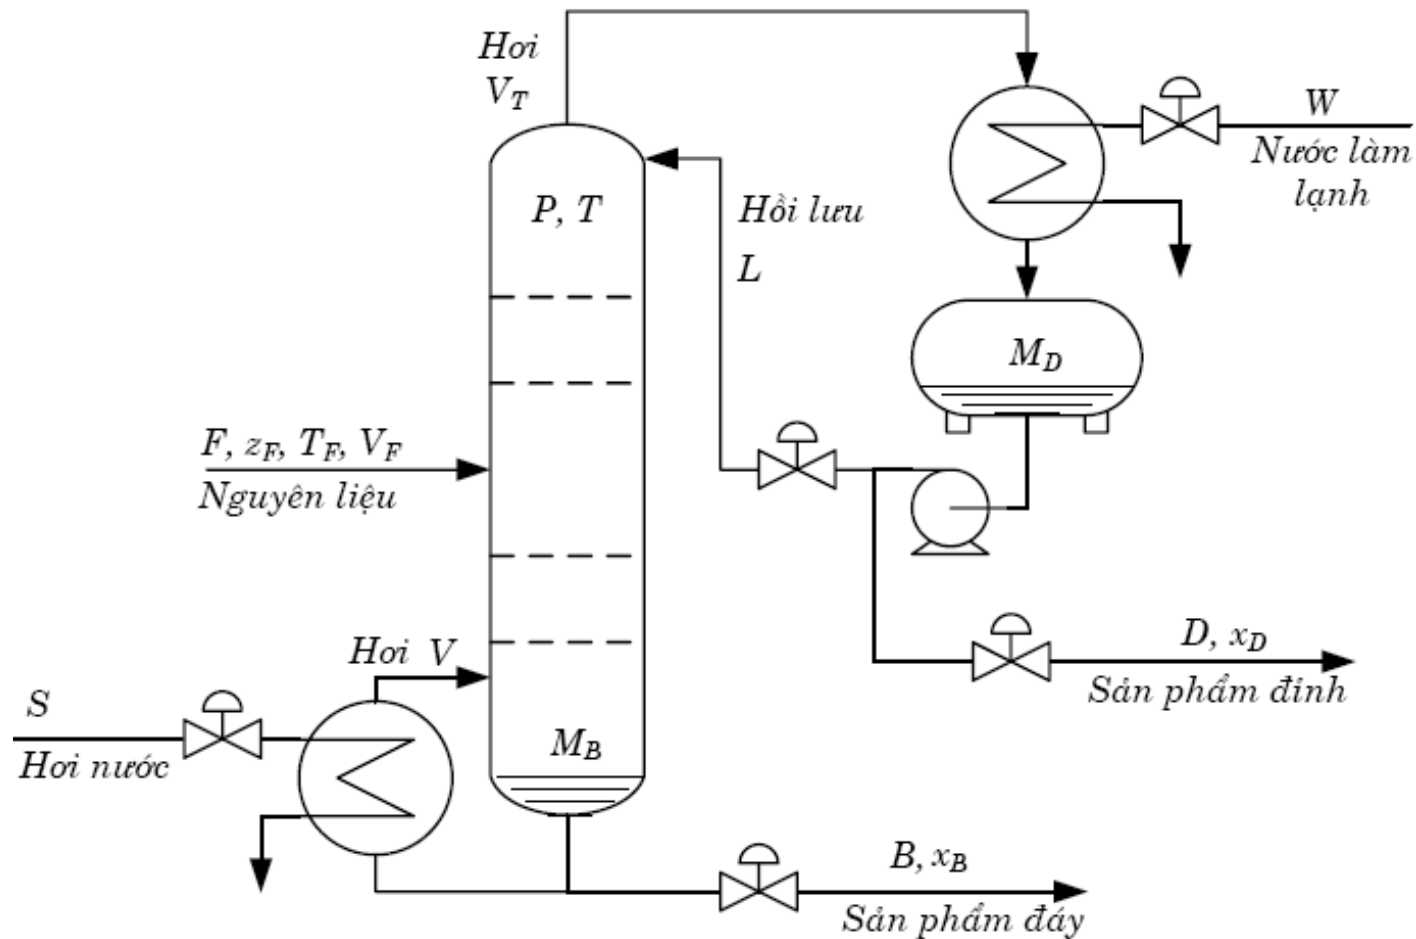 Hơi
V_T
W
Nước làm
lạnh
P, T
Hồi lưu
L
M_D
F, z_F, T_F, V_F
Nguyên liệu
Hơi V
D, x_D
Sản phẩm đỉnh
S
Hơi nước
M_B
B, x_B
Sản phẩm đáy